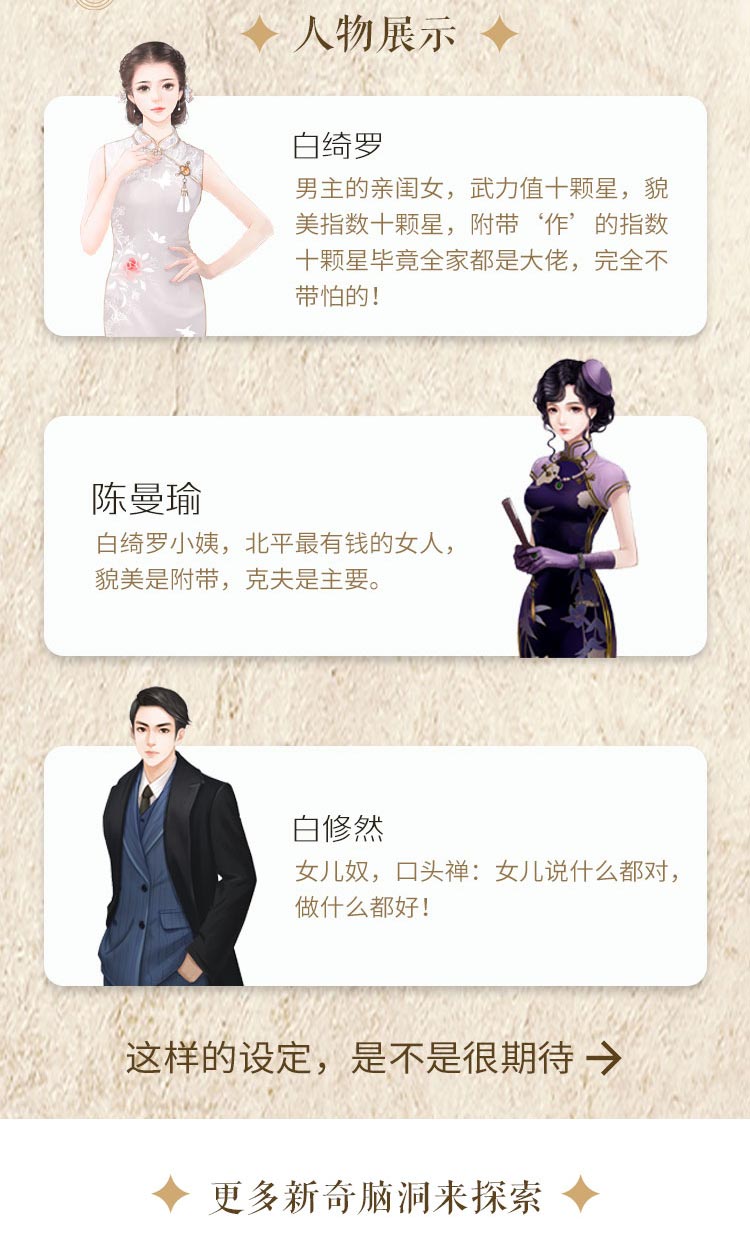 人物展示
白绮罗
男主的亲闺女，武力值十颗星，貌
美指数十颗星，附带‘作’的指数
十颗星毕竟全家都是大佬，完全不
带怕的！
陈曼瑜
白绮罗小姨，北平最有钱的女人，
貌美是附带，克夫是主要。
白修然
女儿奴，口头禅：女儿说什么都对，
做什么都好！
这样的设定，是不是很期待→
更多新奇脑洞来探索